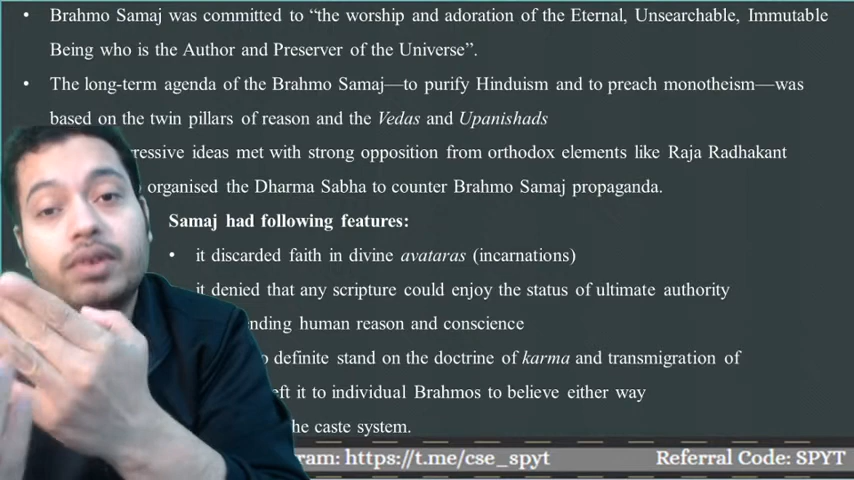 • Brahmo Samaj was committed to “the worship and adoration of the Eternal, Unsearchable, Immutable
Being who is the Author and Preserver of the Universe”.
• The long-term agenda of the Brahmo Samaj—to purify Hinduism and to preach monotheism—was
based on the twin pillars of reason and the Vedas and Upanishads
ideas met with strong opposition from orthodox elements like Raja Radhakant
organised the Dharma Sabha to counter Brahmo Samaj propaganda.
Samaj had following features:
• it discarded faith in divine avataras (incarnations)
it denied that any scripture could enjoy the status of ultimate authority
human reason and conscience
definite stand on the doctrine of karma and transmigration of
it to individual Brahmos to believe either way
caste system.
https://t.me/cse_spyt Referral Code: SPYT